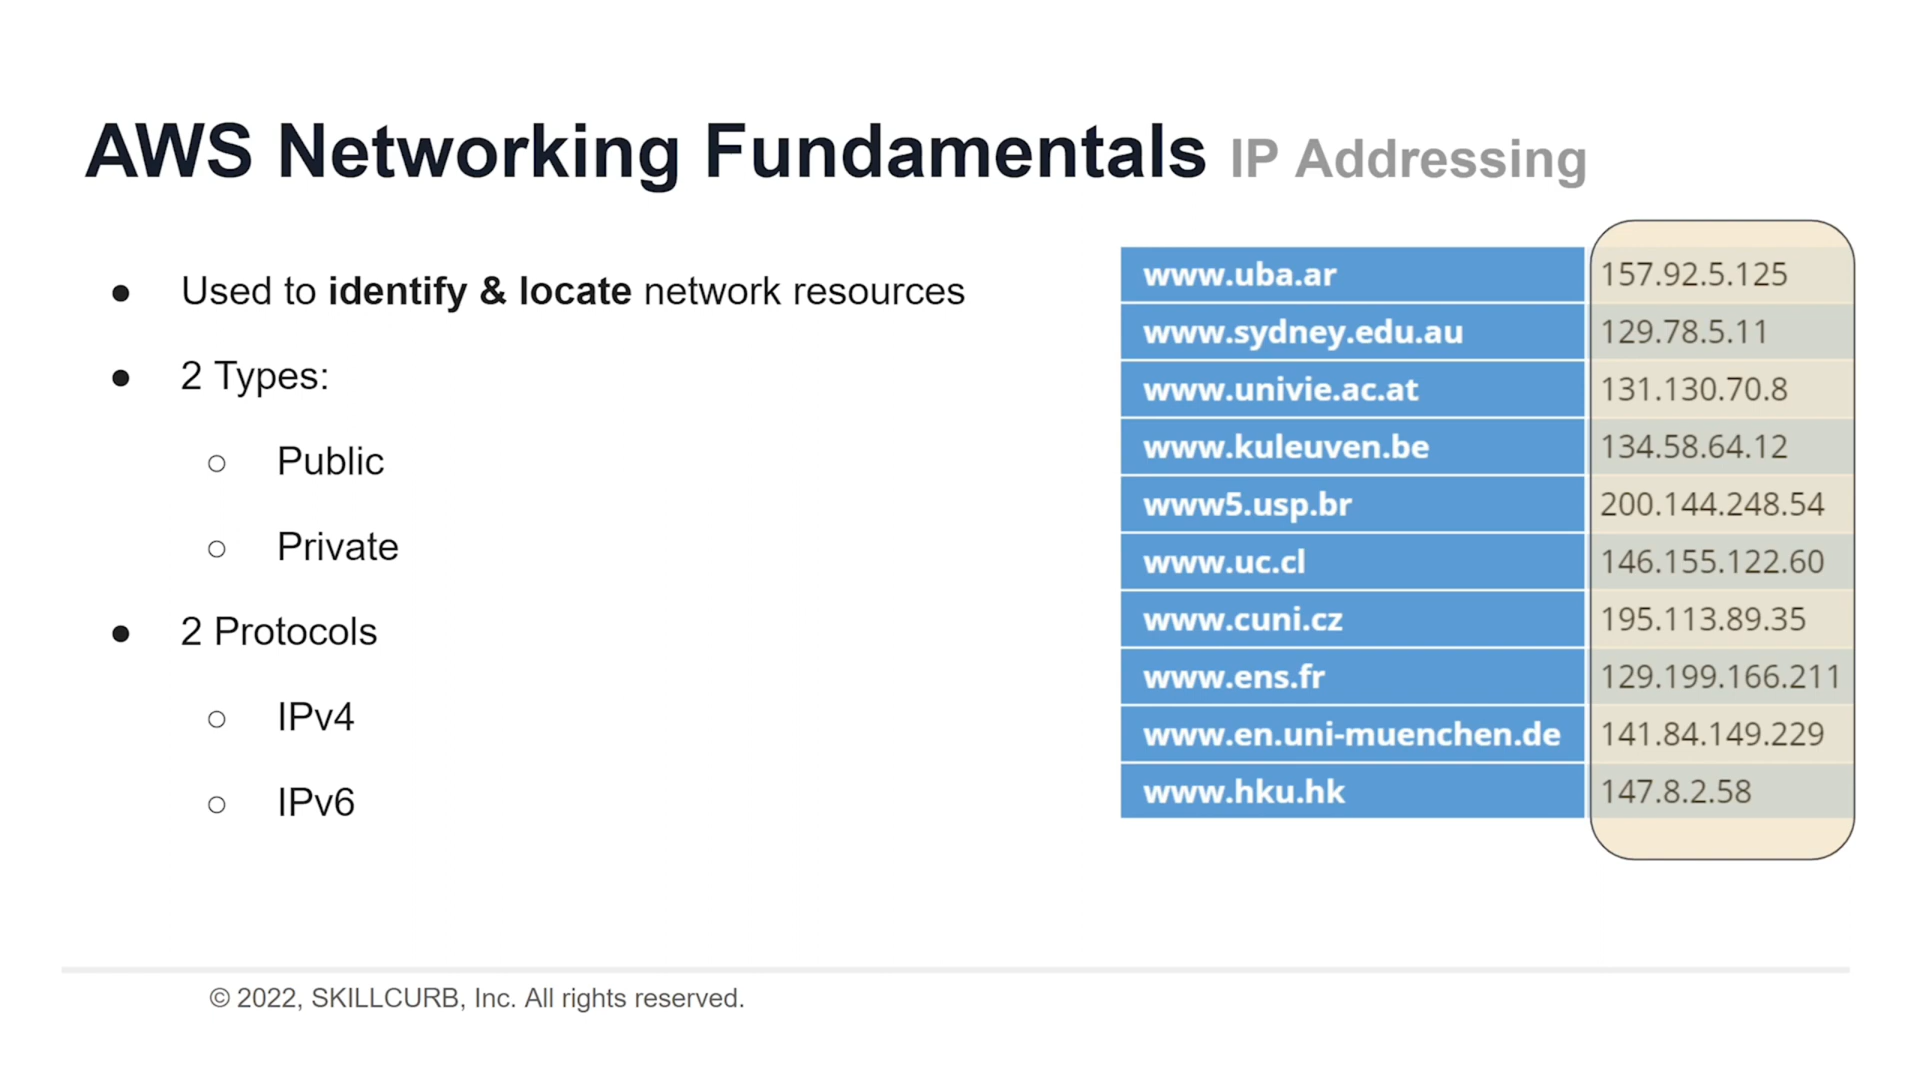 AWS Networking Fundamentals IP Addressing
● Used to identify & locate network resources
● 2 Types:
○ Public
○ Private
● 2 Protocols
○ IPv4
○ IPv6
www.uba.ar 157.92.5.125
www.sydney.edu.au 129.78.5.11
www.univie.ac.at 131.130.70.8
www.kuleuven.be 134.58.64.12
www5.usp.br 200.144.248.54
www.uc.cl 146.155.122.60
www.cuni.cz 195.113.89.35
www.ens.fr 129.199.166.211
www.en.uni-muenchen.de 141.84.149.229
www.hku.hk 147.8.2.58
© 2022, SKILLCURB, Inc. All rights reserved.